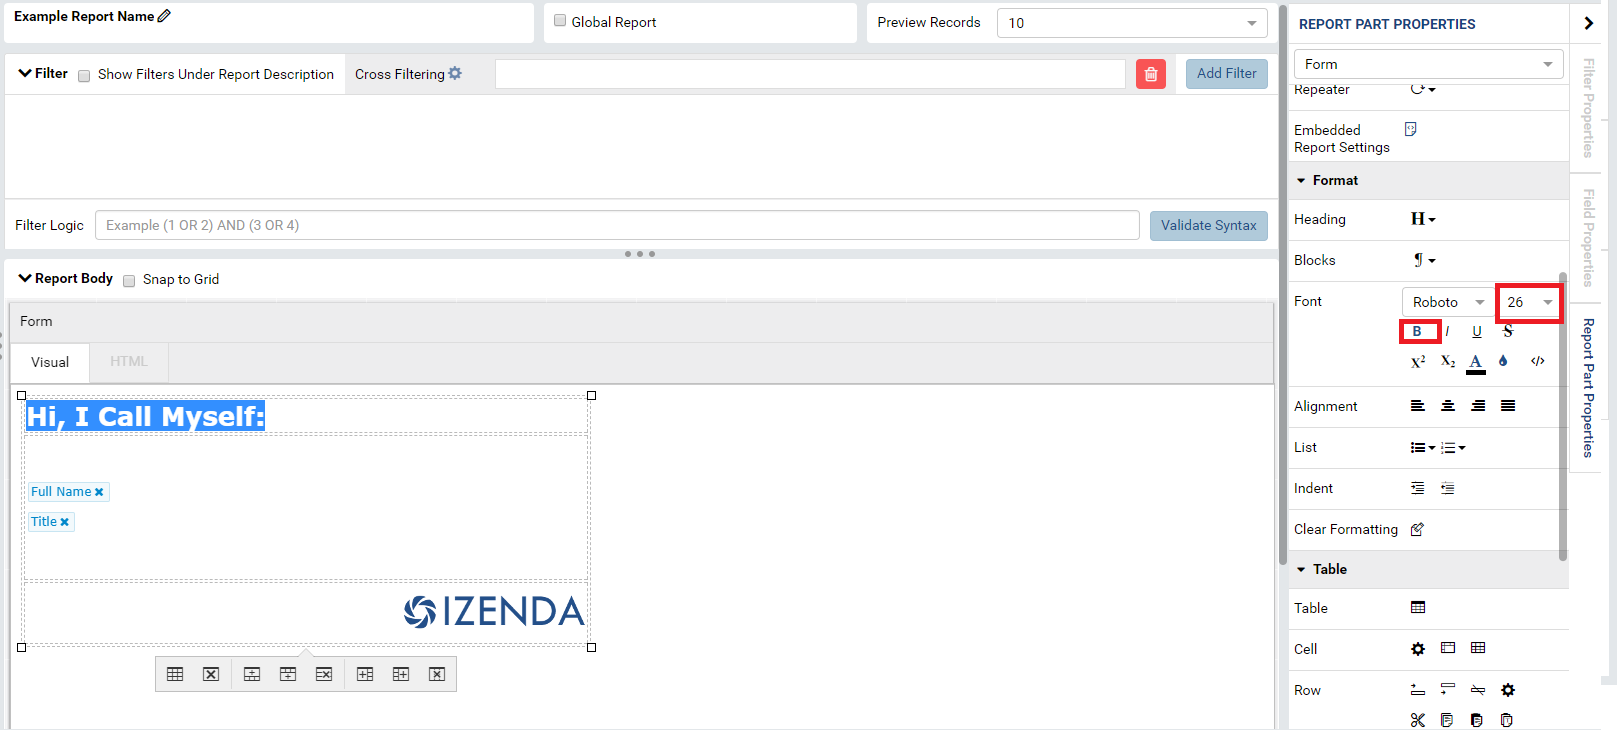 Example Report Name
Global Report
Preview Records
10
Filter
Show Filters Under Report Description
Cross Filtering
Add Filter
Filter Logic
Example (1 OR 2) AND (3 OR 4)
Validate Syntax
Report Body
Snap to Grid
Form
Visual
HTML
Hi, I Call Myself:
Full Name
Title
IZENDA
REPORT PART PROPERTIES
Form
Repeater
Embedded
Report Settings
Format
Heading
H
Blocks
¶
Font
Roboto
26
B I U S
X² X₂ A </>
Alignment
List
Indent
Clear Formatting
Table
Table
Cell
Row
Filter Properties
Field Properties
Report Part Properties